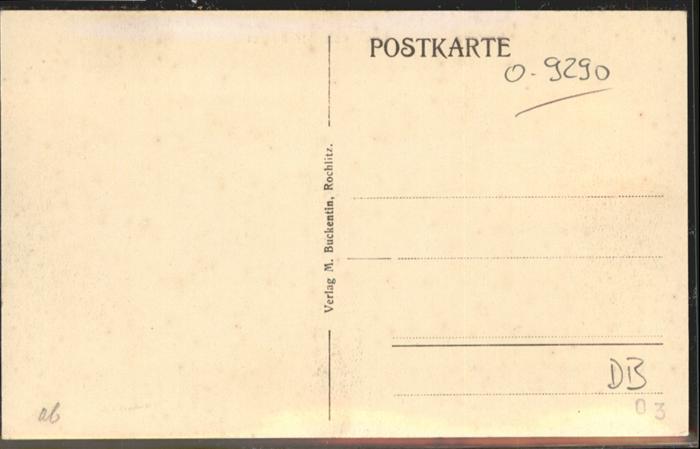 POSTKARTE
O-9290
Verlag M. Buckentin, Rochlitz.
DB
03
ab